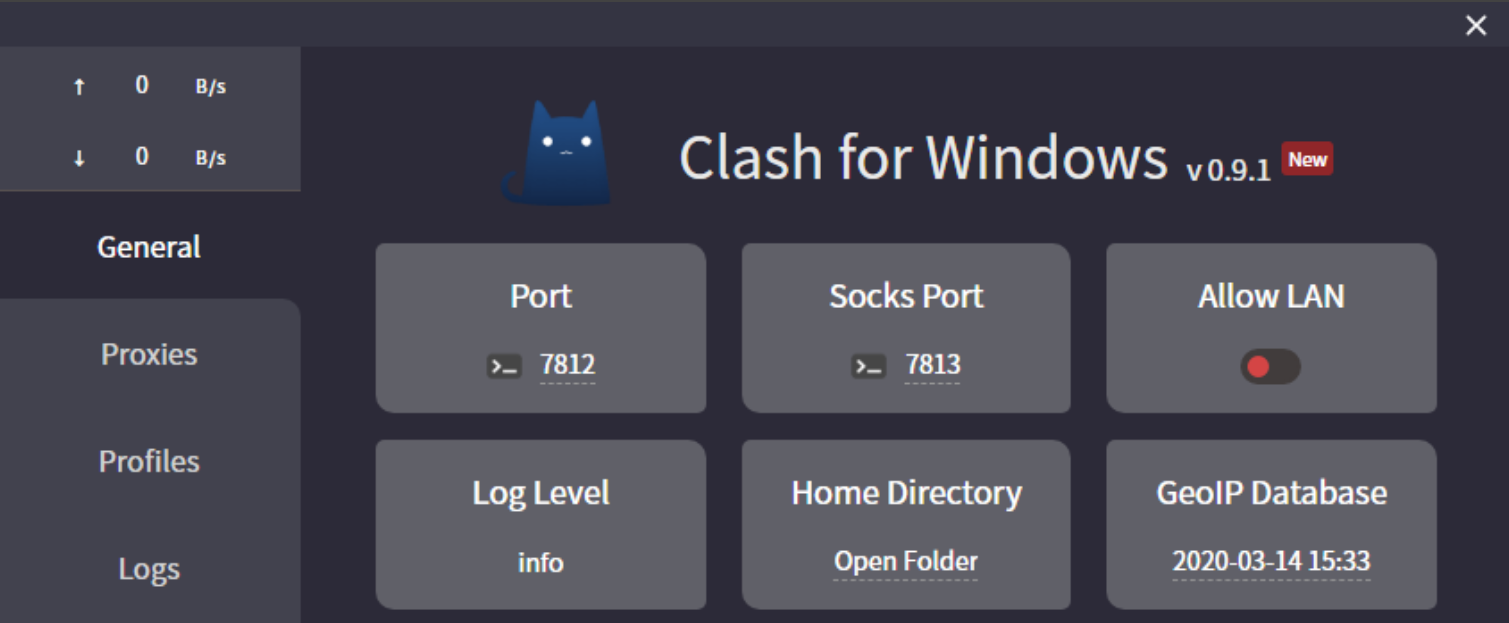 ↑ 0 B/s
↓ 0 B/s
General
Proxies
Profiles
Logs
Clash for Windows v 0.9.1 New
Port
>_ 7812
Socks Port
>_ 7813
Allow LAN
Log Level
info
Home Directory
Open Folder
GeoIP Database
2020-03-14 15:33